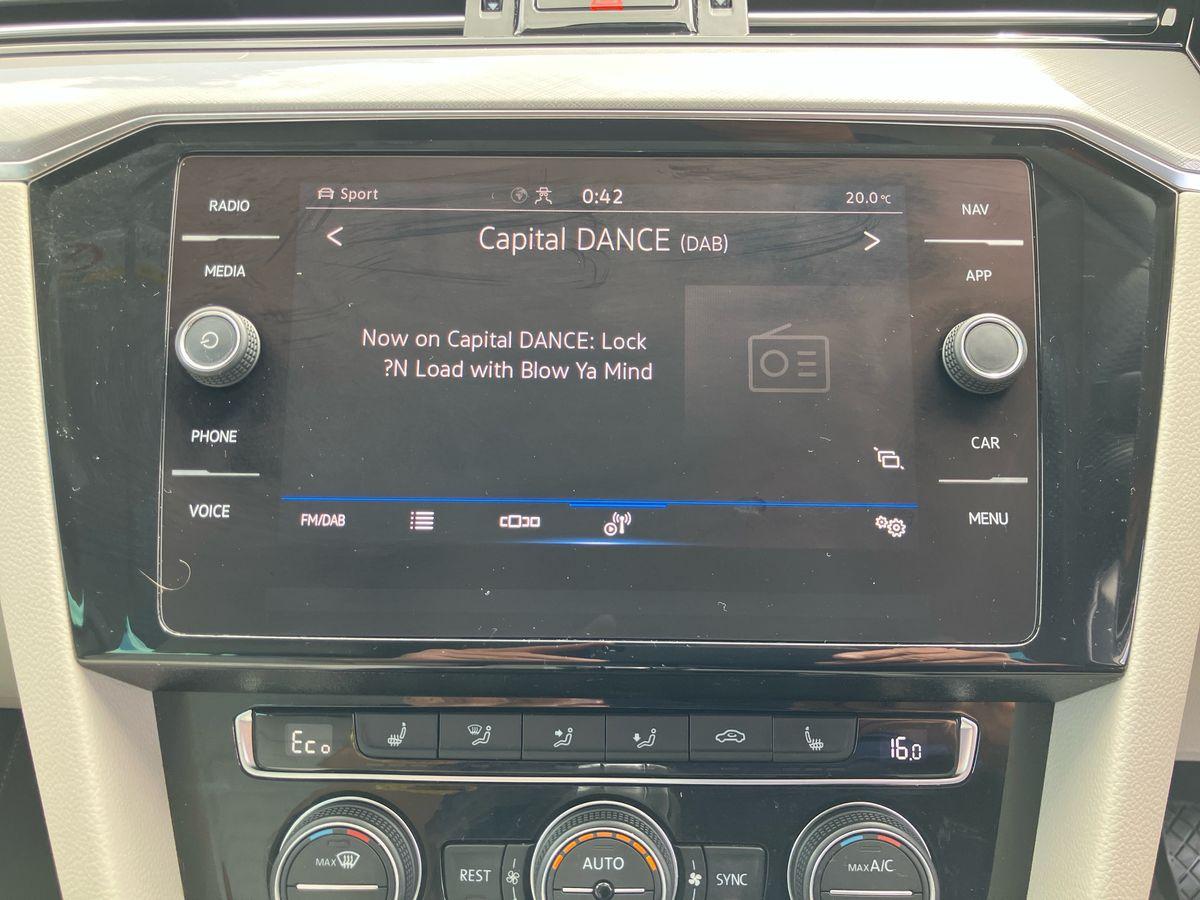 RADIO
MEDIA
PHONE
VOICE
Sport
0:42
20.0°C
Capital DANCE (DAB)
Now on Capital DANCE: Lock
?N Load with Blow Ya Mind
FM/DAB
NAV
APP
CAR
MENU
Eco
16.0
MAX
REST
AUTO
SYNC
MAX A/C